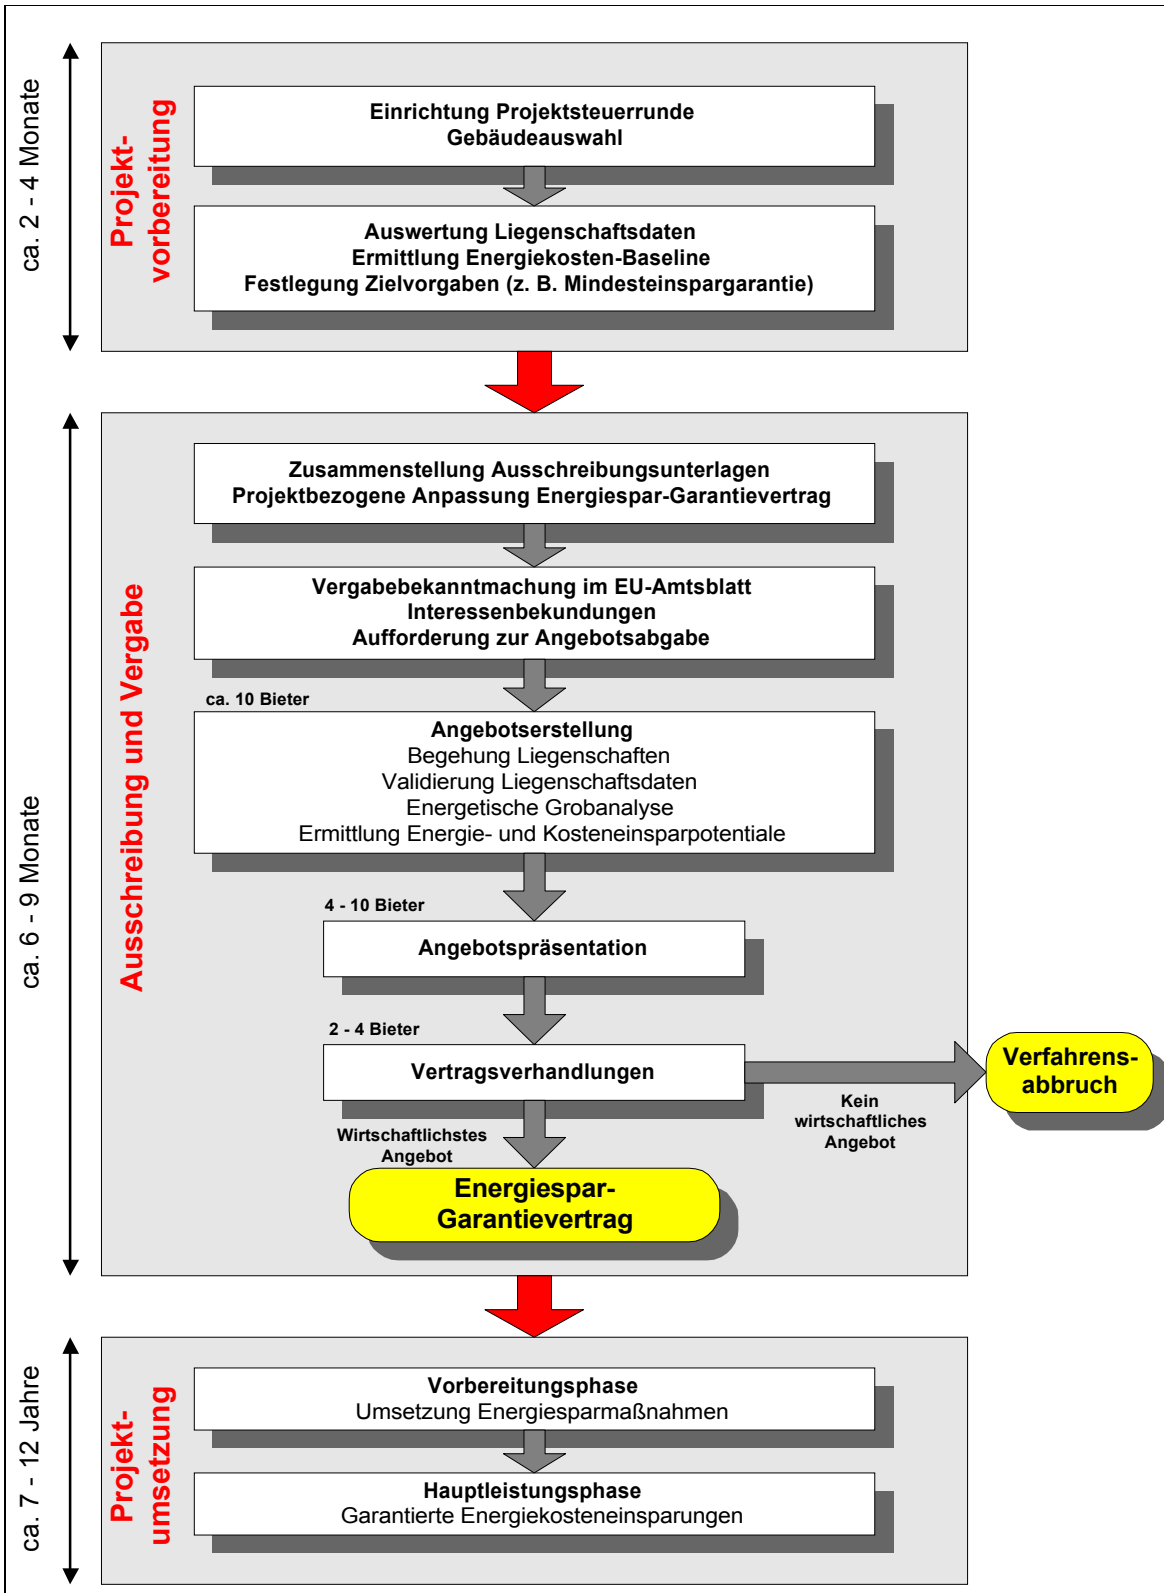 ca. 2 - 4 Monate
Projekt-
vorbereitung
Einrichtung Projektsteuerrunde
Gebäudeauswahl
Auswertung Liegenschaftsdaten
Ermittlung Energiekosten-Baseline
Festlegung Zielvorgaben (z. B. Mindesteinspargarantie)
ca. 6 - 9 Monate
Ausschreibung und Vergabe
Zusammenstellung Ausschreibungsunterlagen
Projektbezogene Anpassung Energiespar-Garantievertrag
Vergabebekanntmachung im EU-Amtsblatt
Interessenbekundungen
Aufforderung zur Angebotsabgabe
ca. 10 Bieter
Angebotserstellung
Begehung Liegenschaften
Validierung Liegenschaftsdaten
Energetische Grobanalyse
Ermittlung Energie- und Kosteneinsparpotentiale
4 - 10 Bieter
Angebotspräsentation
2 - 4 Bieter
Vertragsverhandlungen
Kein
wirtschaftliches
Angebot
Verfahrens-
abbruch
Wirtschaftlichstes
Angebot
Energiespar-
Garantievertrag
ca. 7 - 12 Jahre
Projekt-
umsetzung
Vorbereitungsphase
Umsetzung Energiesparmaßnahmen
Hauptleistungsphase
Garantierte Energiekosteneinsparungen